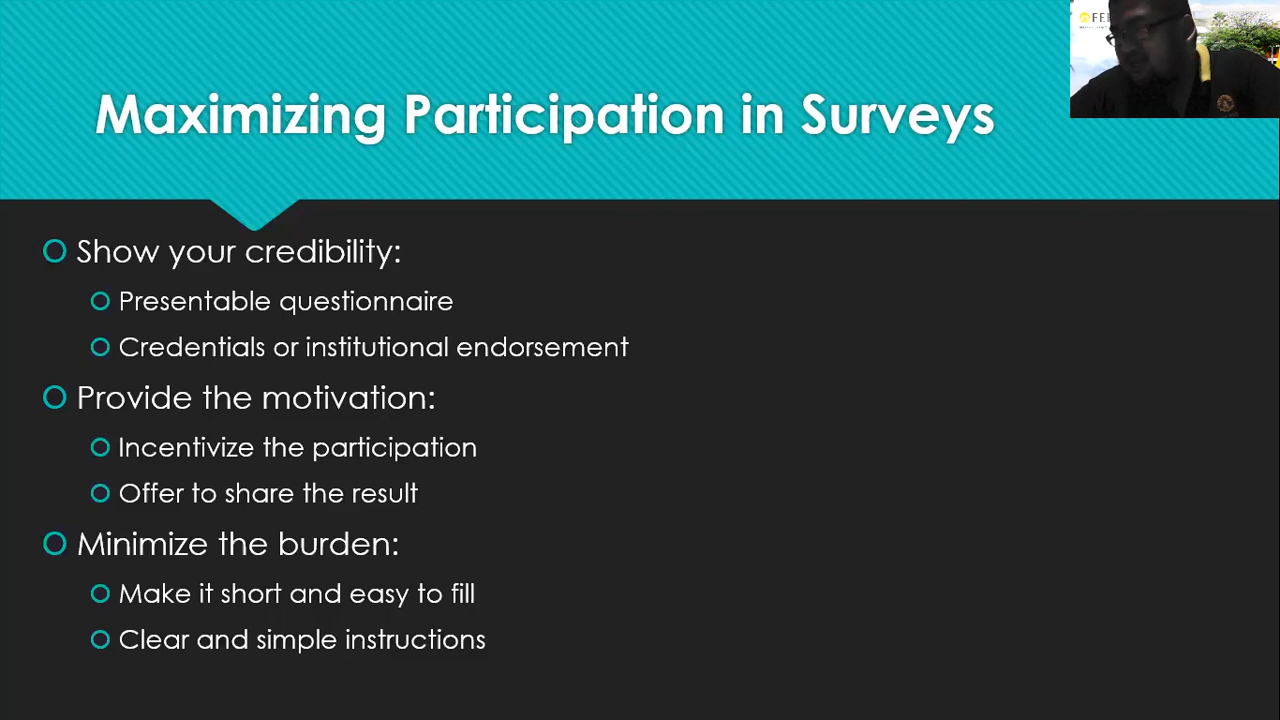 Maximizing Participation in Surveys
Show your credibility:
Presentable questionnaire
Credentials or institutional endorsement
Provide the motivation:
Incentivize the participation
Offer to share the result
Minimize the burden:
Make it short and easy to fill
Clear and simple instructions